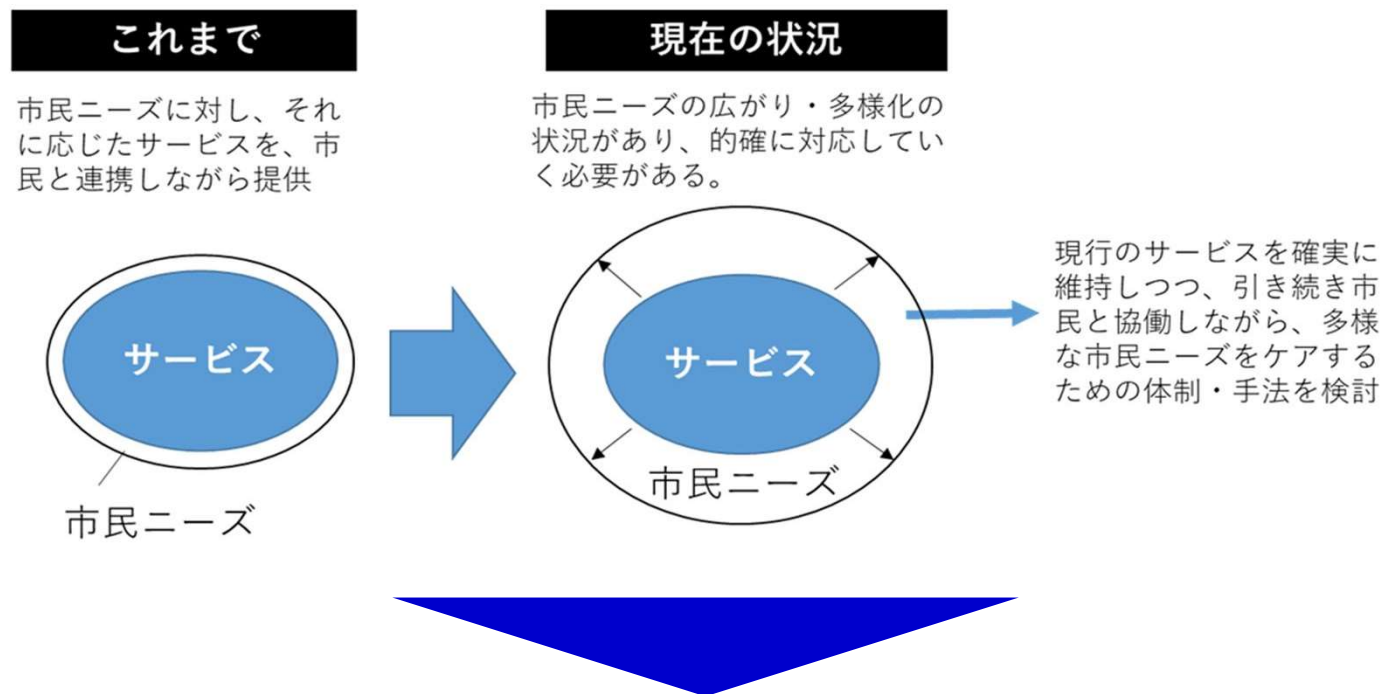 これまで
市民ニーズに対し、それ
に応じたサービスを、市
民と連携しながら提供
サービス
市民ニーズ
現在の状況
市民ニーズの広がり・多様化の
状況があり、的確に対応してい
く必要がある。
サービス
市民ニーズ
現行のサービスを確実に
維持しつつ、引き続き市
民と協働しながら、多様
な市民ニーズをケアする
ための体制・手法を検討